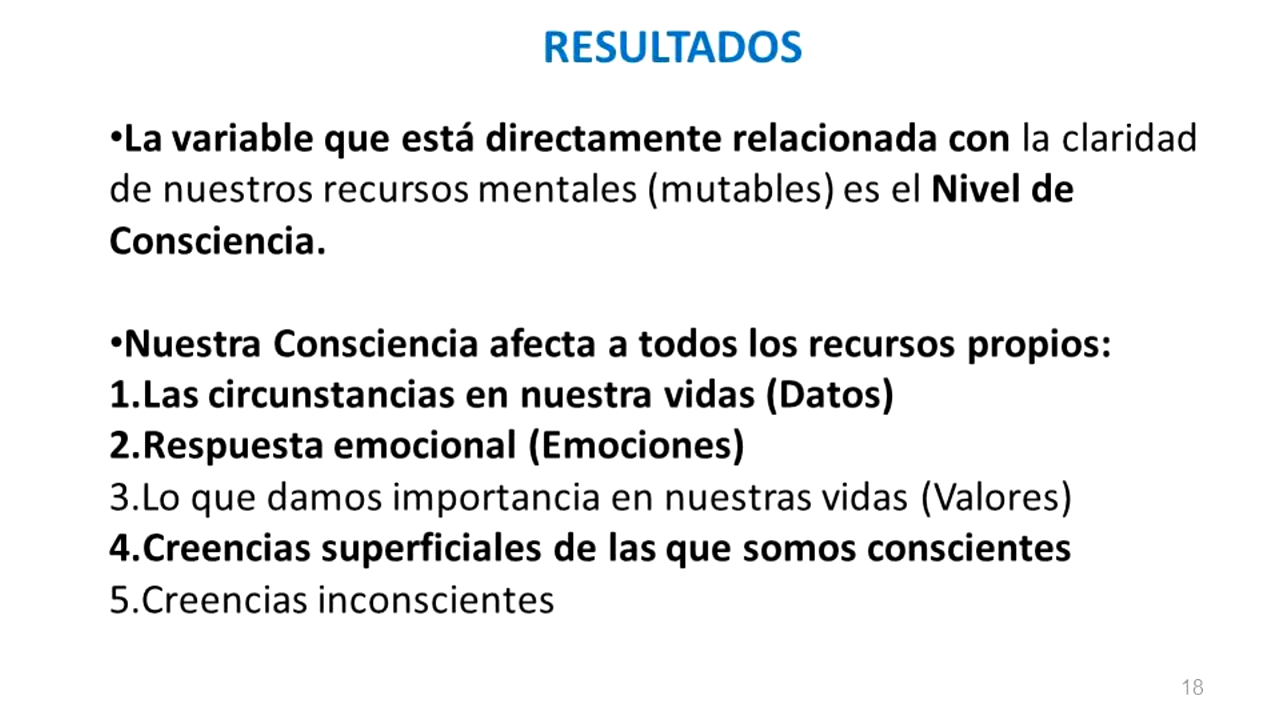 RESULTADOS
•La variable que está directamente relacionada con la claridad
de nuestros recursos mentales (mutables) es el Nivel de
Consciencia.
•Nuestra Consciencia afecta a todos los recursos propios:
1.Las circunstancias en nuestra vidas (Datos)
2.Respuesta emocional (Emociones)
3.Lo que damos importancia en nuestras vidas (Valores)
4.Creencias superficiales de las que somos conscientes
5.Creencias inconscientes
18